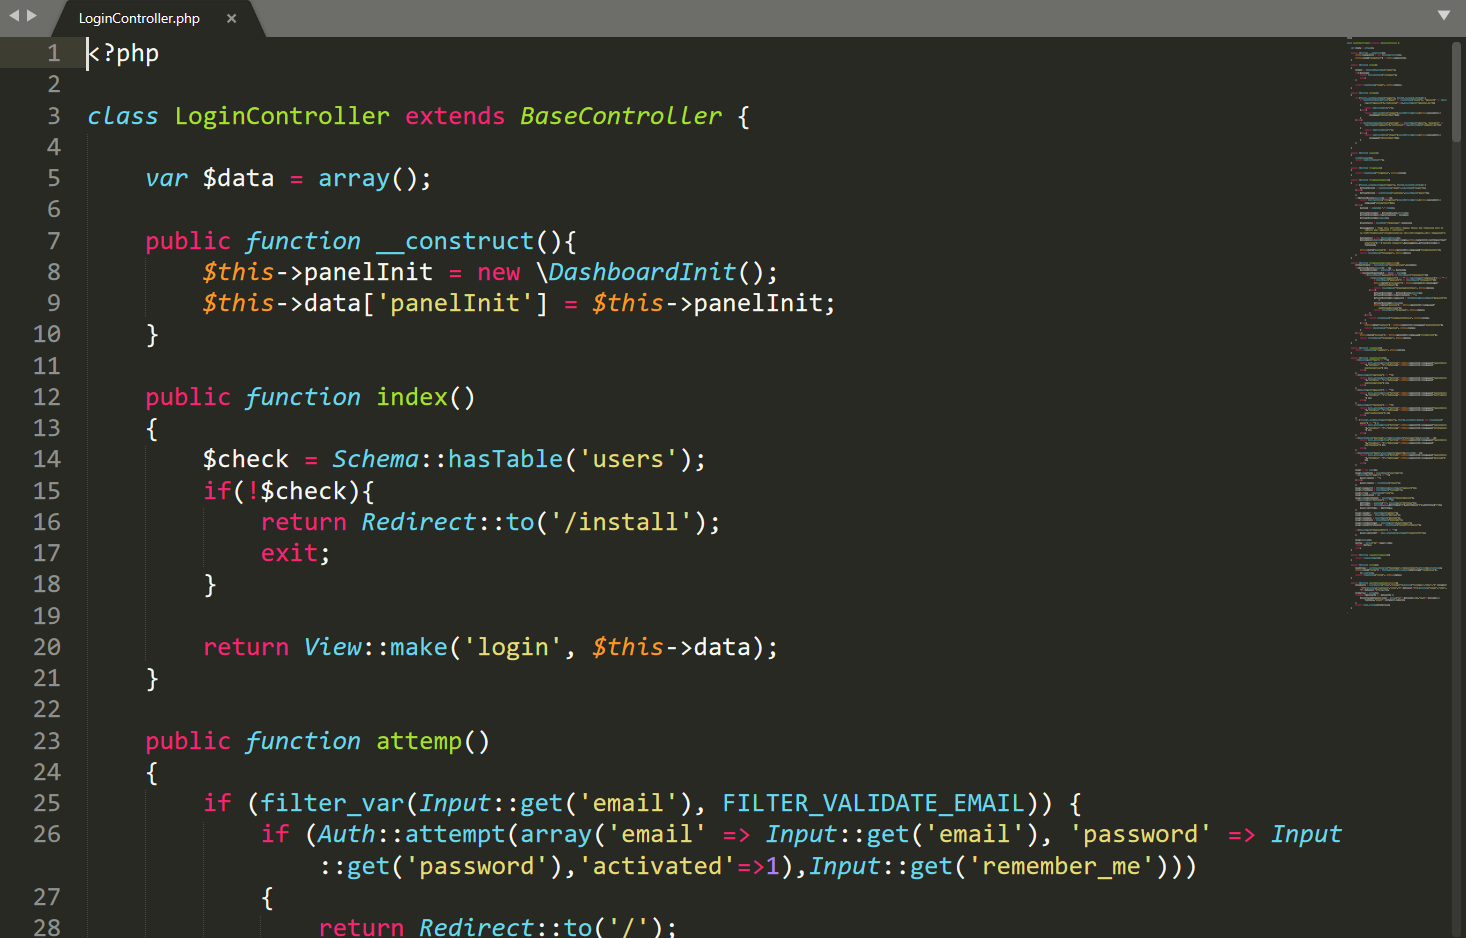 LoginController.php ×
1 <?php
2
3 class LoginController extends BaseController {
4
5 var $data = array();
6
7 public function __construct(){
8 $this->panelInit = new \DashboardInit();
9 $this->data['panelInit'] = $this->panelInit;
10 }
11
12 public function index()
13 {
14 $check = Schema::hasTable('users');
15 if(!$check){
16 return Redirect::to('/install');
17 exit;
18 }
19
20 return View::make('login', $this->data);
21 }
22
23 public function attemp()
24 {
25 if (filter_var(Input::get('email'), FILTER_VALIDATE_EMAIL)) {
26 if (Auth::attempt(array('email' => Input::get('email'), 'password' => Input
::get('password'),'activated'=>1),Input::get('remember_me')))
27 {
28 return Redirect::to('/');